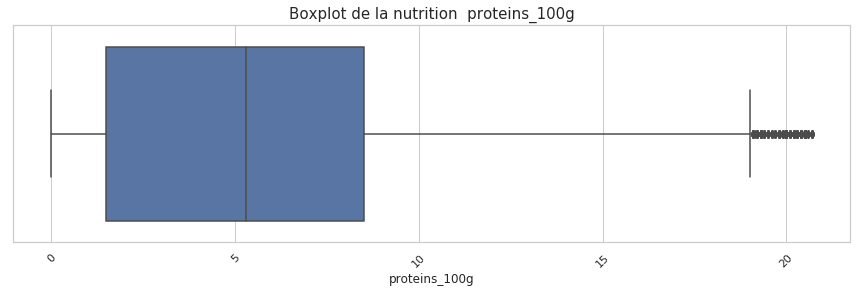 Boxplot de la nutrition  proteins_100g
0 5 10 15 20
proteins_100g